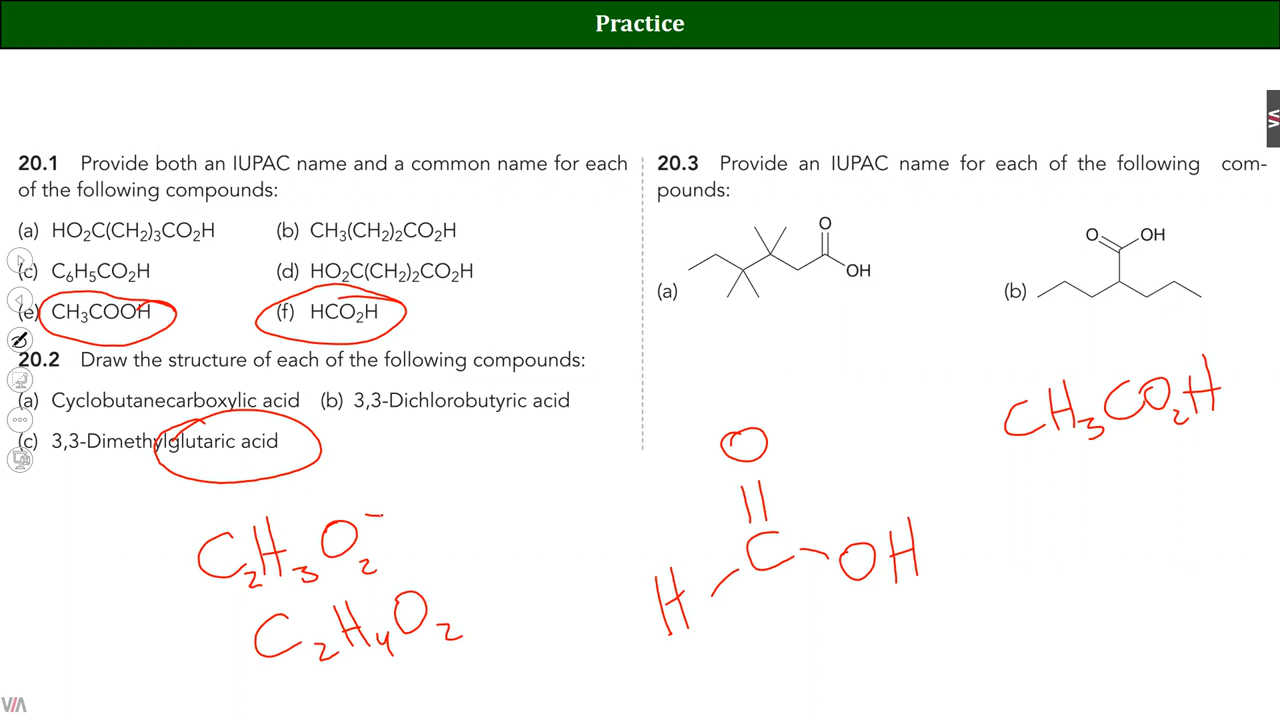 Practice
20.1 Provide both an IUPAC name and a common name for each
of the following compounds:
(a) HO₂C(CH₂)₃CO₂H (b) CH₃(CH₂)₂CO₂H
(c) C₆H₅CO₂H (d) HO₂C(CH₂)₂CO₂H
(e) CH₃COOH (f) HCO₂H
20.2 Draw the structure of each of the following compounds:
(a) Cyclobutanecarboxylic acid (b) 3,3-Dichlorobutyric acid
(c) 3,3-Dimethylglutaric acid
20.3 Provide an IUPAC name for each of the following com-
pounds:
O
OH
(a)
O OH
(b)
CH₃CO₂H
O
C OH
H
C₂H₃O₂⁻
C₂H₄O₂
VIA